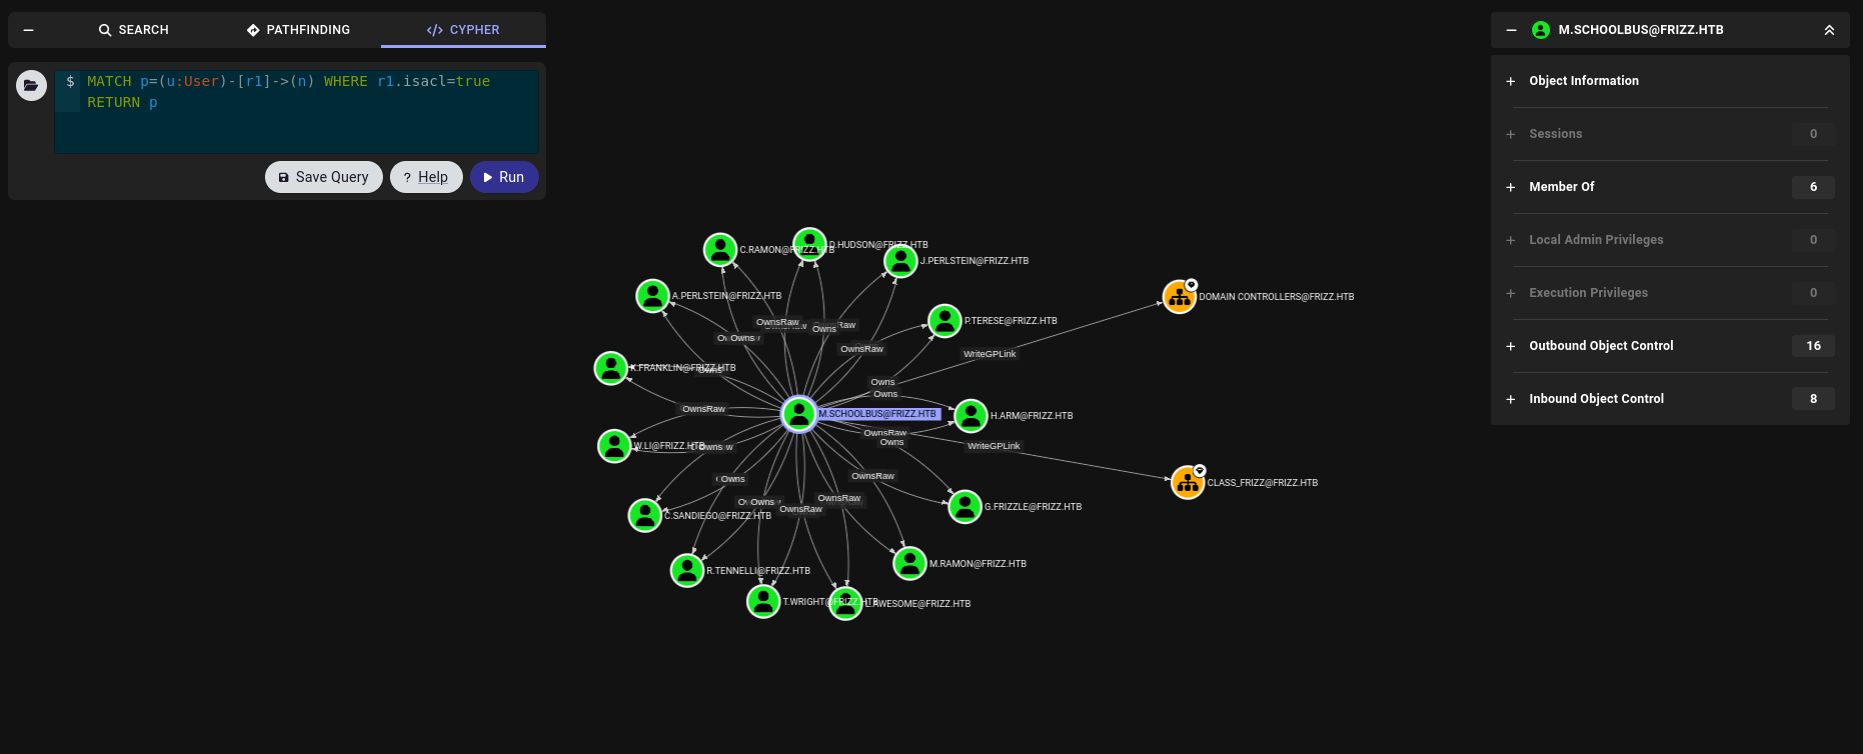 SEARCH
PATHFINDING
CYPHER
$ MATCH p=(u:User)-[r1]->(n) WHERE r1.isacl=true
RETURN p
Save Query
? Help
Run
M.SCHOOLBUS@FRIZZ.HTB
Object Information
Sessions 0
Member Of 6
Local Admin Privileges 0
Execution Privileges 0
Outbound Object Control 16
Inbound Object Control 8
C.RAMON@FRIZZ.HTB
D.HUDSON@FRIZZ.HTB
J.PERLSTEIN@FRIZZ.HTB
A.PERLSTEIN@FRIZZ.HTB
DOMAIN CONTROLLERS@FRIZZ.HTB
P.TERESE@FRIZZ.HTB
OwnsRaw
Owns
Owns
OwnsRaw
WriteGPLink
K.FRANKLIN@FRIZZ.HTB
Owns
Owns
Owns
OwnsRaw
M.SCHOOLBUS@FRIZZ.HTB
H.ARM@FRIZZ.HTB
OwnsRaw
Owns
W.LI@FRIZZ.HTB
Owns
WriteGPLink
Owns
OwnsRaw
CLASS_FRIZZ@FRIZZ.HTB
Owns
OwnsRaw
OwnsRaw
G.FRIZZLE@FRIZZ.HTB
C.SANDIEGO@FRIZZ.HTB
M.RAMON@FRIZZ.HTB
R.TENNELLI@FRIZZ.HTB
T.WRIGHT@FRIZZ.HTB
AWESOME@FRIZZ.HTB